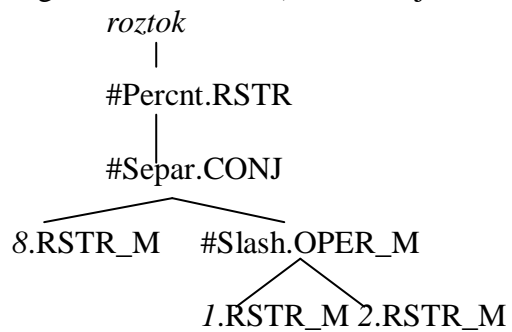 roztok
#Percnt.RSTR
#Separ.CONJ
8.RSTR_M #Slash.OPER_M
1.RSTR_M 2.RSTR_M